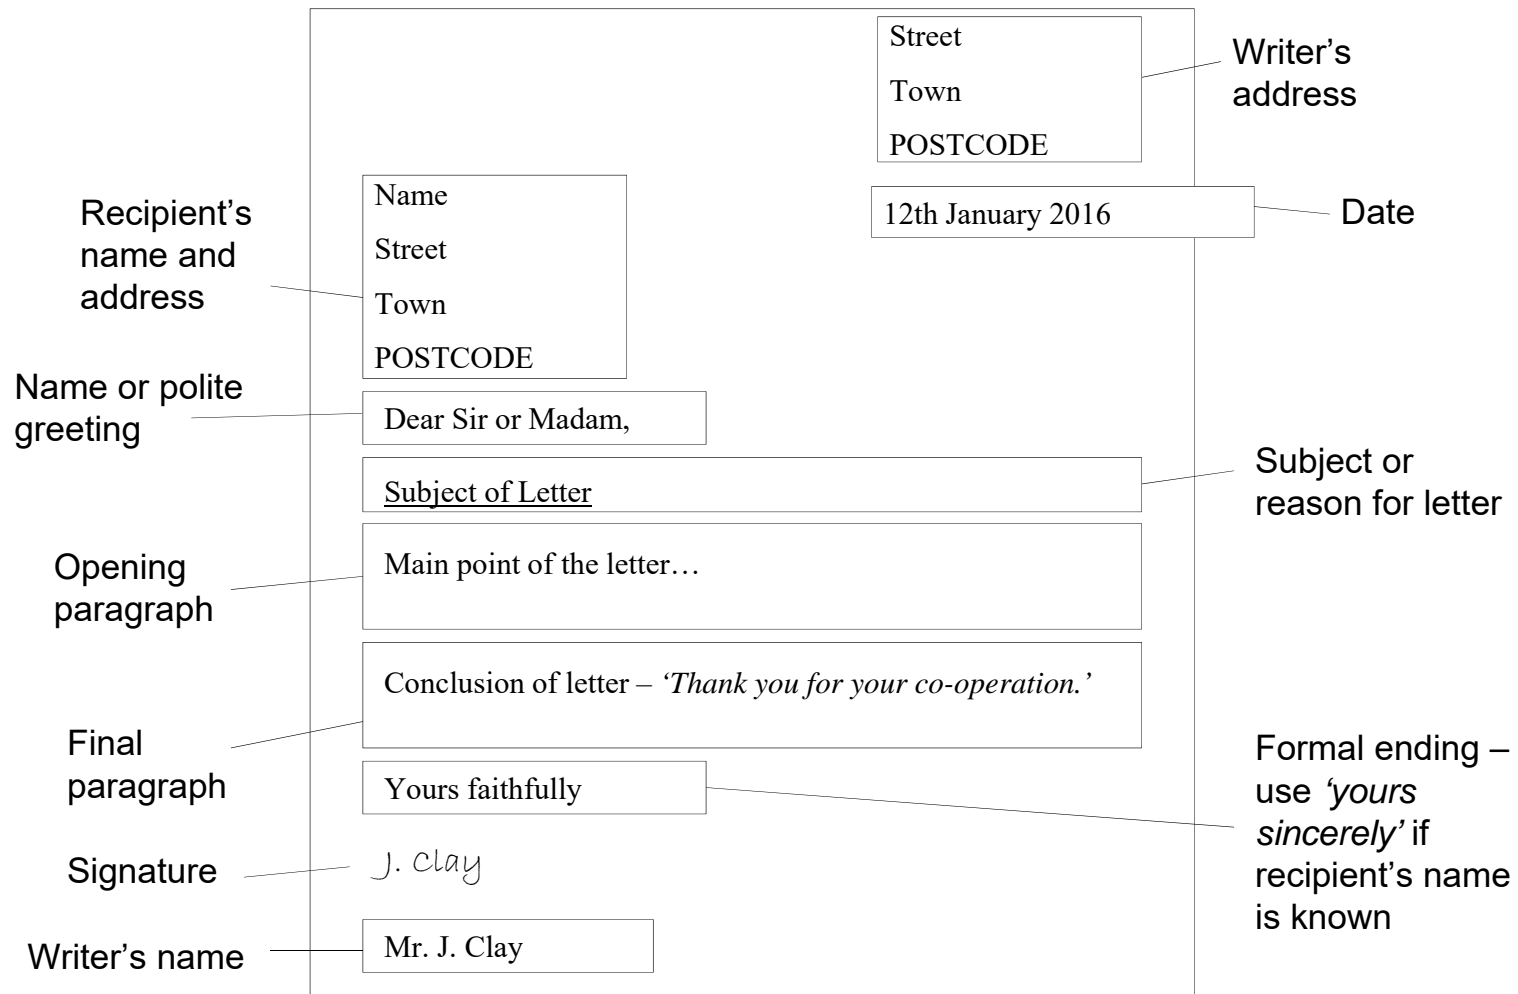 Street
Town
POSTCODE
Writer’s
address
Recipient’s
name and
address
Name
Street
Town
POSTCODE
12th January 2016
Date
Name or polite
greeting
Dear Sir or Madam,
Subject of Letter
Subject or
reason for letter
Opening
paragraph
Main point of the letter…
Final
paragraph
Conclusion of letter – ‘Thank you for your co-operation.’
Yours faithfully
Formal ending –
use ‘yours
sincerely’ if
recipient’s name
is known
Signature
J. Clay
Writer’s name
Mr. J. Clay